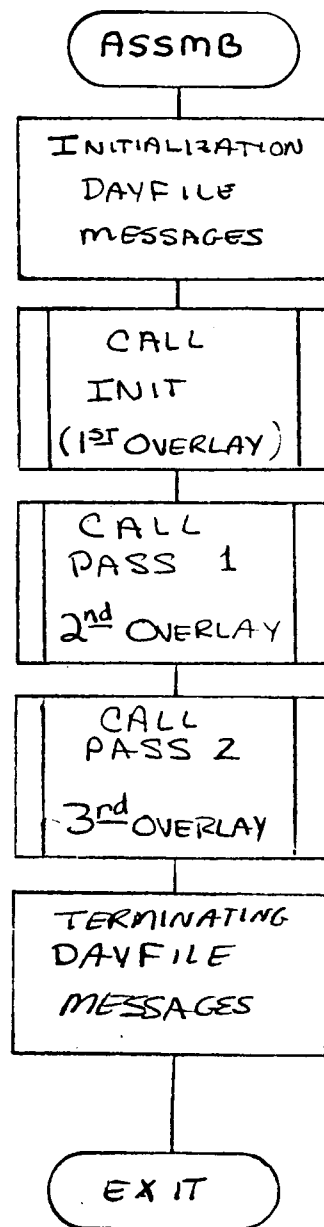 ASSMB
INITIALIZATION
DAYFILE
MESSAGES
CALL
INIT
(1ST OVERLAY)
CALL
PASS 1
2nd OVERLAY
CALL
PASS 2
3rd OVERLAY
TERMINATING
DAYFILE
MESSAGES
EXIT